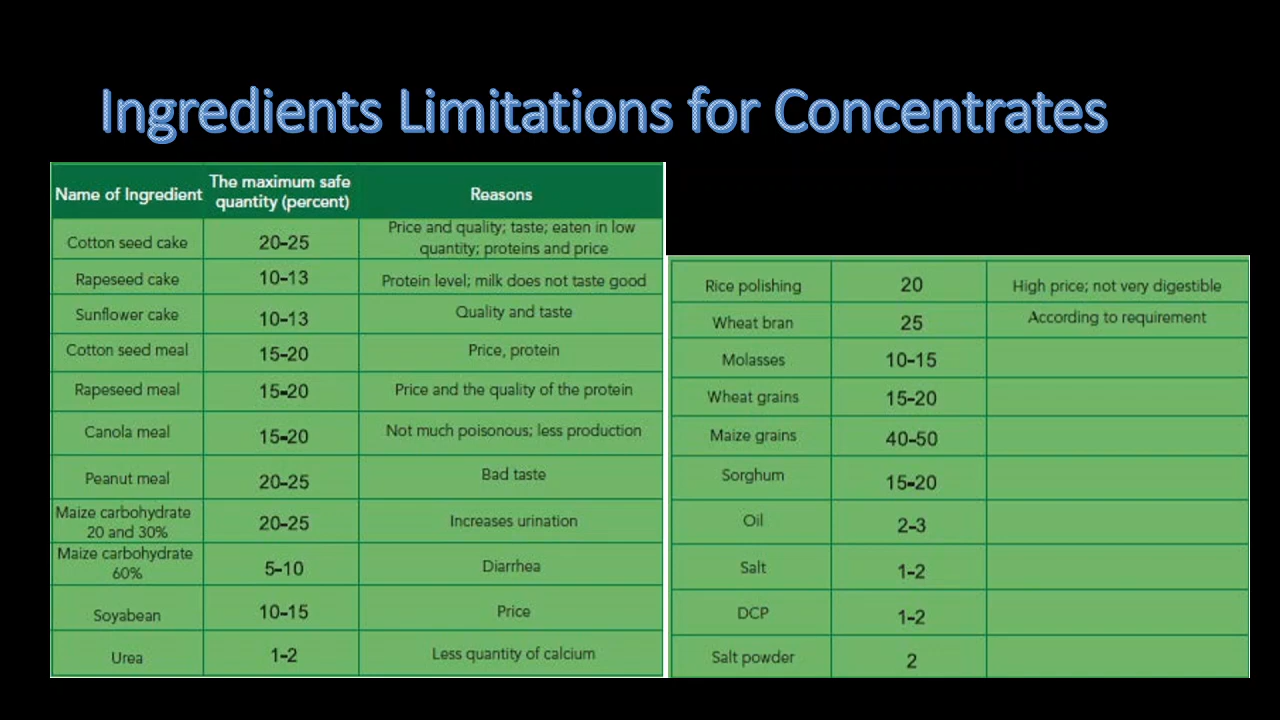 Ingredients Limitations for Concentrates
Name of Ingredient The maximum safe quantity (percent) Reasons
Cotton seed cake 20-25 Price and quality; taste; eaten in low quantity; proteins and price
Rapeseed cake 10-13 Protein level; milk does not taste good
Sunflower cake 10-13 Quality and taste
Cotton seed meal 15-20 Price, protein
Rapeseed meal 15-20 Price and the quality of the protein
Canola meal 15-20 Not much poisonous; less production
Peanut meal 20-25 Bad taste
Maize carbohydrate 20 and 30% 20-25 Increases urination
Maize carbohydrate 60% 5-10 Diarrhea
Soyabean 10-15 Price
Urea 1-2 Less quantity of calcium
Rice polishing 20 High price; not very digestible
Wheat bran 25 According to requirement
Molasses 10-15
Wheat grains 15-20
Maize grains 40-50
Sorghum 15-20
Oil 2-3
Salt 1-2
DCP 1-2
Salt powder 2